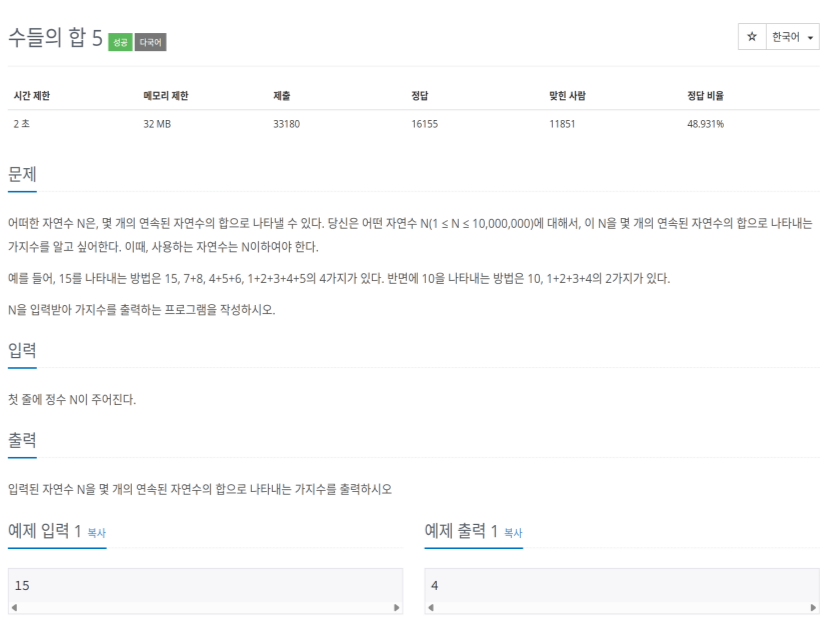 수들의 합 5 성공 다국어
☆ 한국어
시간 제한 메모리 제한 제출 정답 맞힌 사람 정답 비율
2 초 32 MB 33180 16155 11851 48.931%
문제
어떠한 자연수 N은, 몇 개의 연속된 자연수의 합으로 나타낼 수 있다. 당신은 어떤 자연수 N(1 ≤ N ≤ 10,000,000)에 대해서, 이 N을 몇 개의 연속된 자연수의 합으로 나타내는
가지수를 알고 싶어한다. 이때, 사용하는 자연수는 N이하여야 한다.
예를 들어, 15를 나타내는 방법은 15, 7+8, 4+5+6, 1+2+3+4+5의 4가지가 있다. 반면에 10을 나타내는 방법은 10, 1+2+3+4의 2가지가 있다.
N을 입력받아 가지수를 출력하는 프로그램을 작성하시오.
입력
첫 줄에 정수 N이 주어진다.
출력
입력된 자연수 N을 몇 개의 연속된 자연수의 합으로 나타내는 가지수를 출력하시오
예제 입력 1 복사
15
예제 출력 1 복사
4